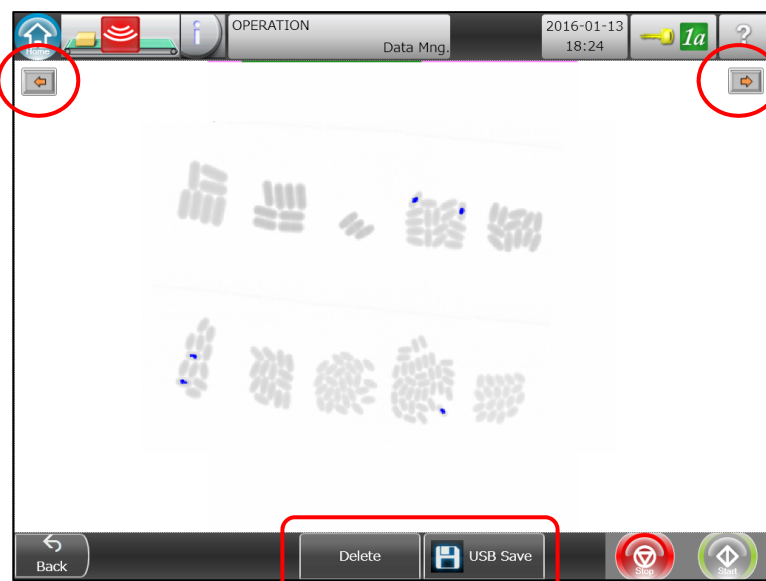 OPERATION
Data Mng.
2016-01-13
18:24
Home
i
1a
?
Back
Delete
USB Save
Stop
Start